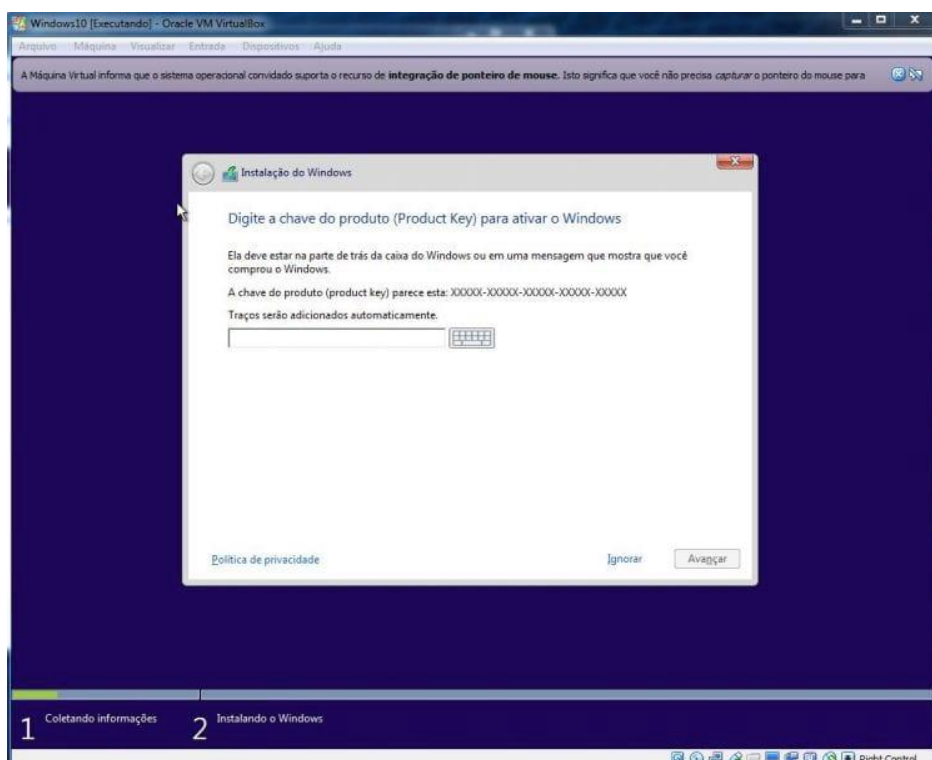 Windows10 [Executando] - Oracle VM VirtualBox
Arquivo Máquina Visualizar Entrada Dispositivos Ajuda
A Máquina Virtual informa que o sistema operacional convidado suporta o recurso de integração de ponteiro de mouse. Isto significa que você não precisa capturar o ponteiro do mouse para
Instalação do Windows
Digite a chave do produto (Product Key) para ativar o Windows
Ela deve estar na parte de trás da caixa do Windows ou em uma mensagem que mostra que você
comprou o Windows.
A chave do produto (product key) parece esta: XXXXX-XXXXX-XXXXX-XXXXX-XXXXX
Traços serão adicionados automaticamente.
Política de privacidade
Ignorar
Avançar
1 Coletando informações
2 Instalando o Windows
Right Control